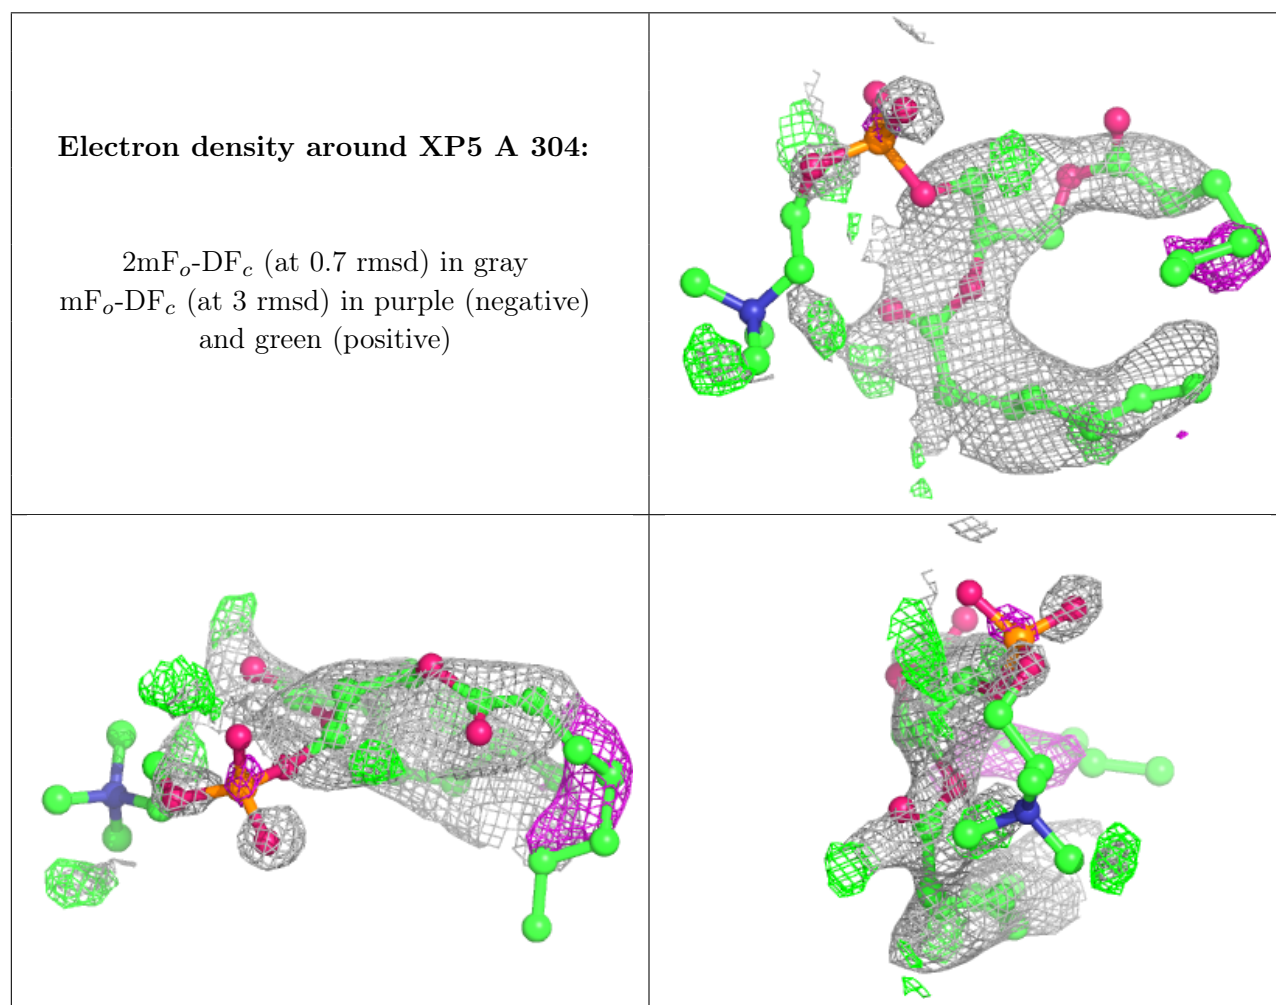 Electron density around XP5 A 304:
2mFo-DFc (at 0.7 rmsd) in gray
mFo-DFc (at 3 rmsd) in purple (negative)
and green (positive)